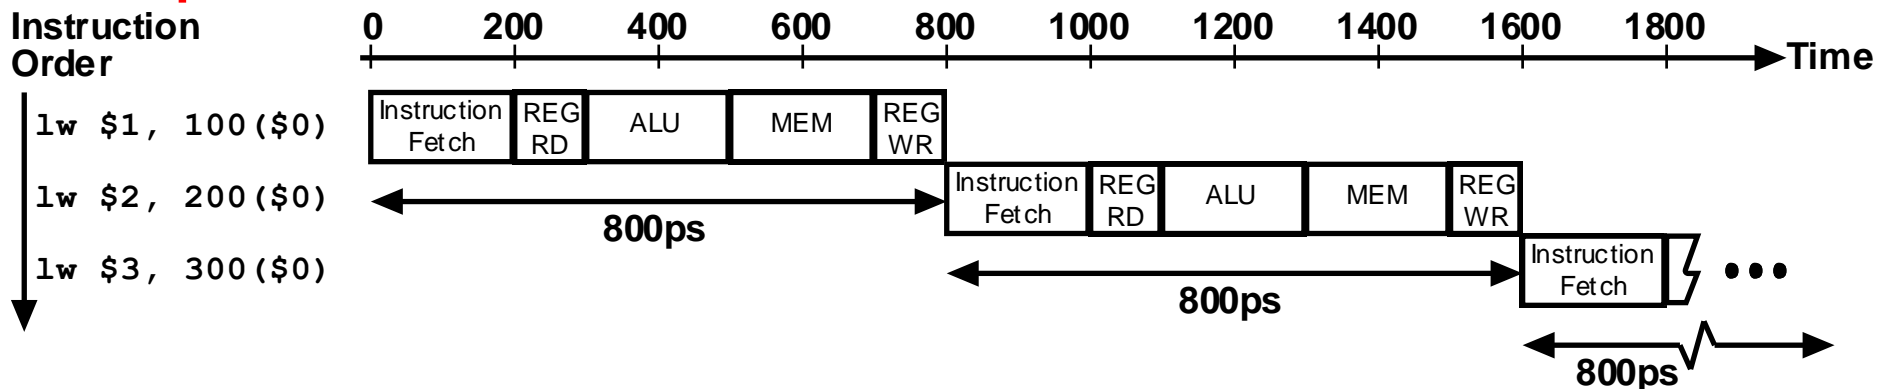 Instruction
Order
0 200 400 600 800 1000 1200 1400 1600 1800
Time
lw $1, 100($0)
Instruction
Fetch
REG
RD
ALU
MEM
REG
WR
lw $2, 200($0)
800ps
Instruction
Fetch
REG
RD
ALU
MEM
REG
WR
lw $3, 300($0)
800ps
Instruction
Fetch
800ps